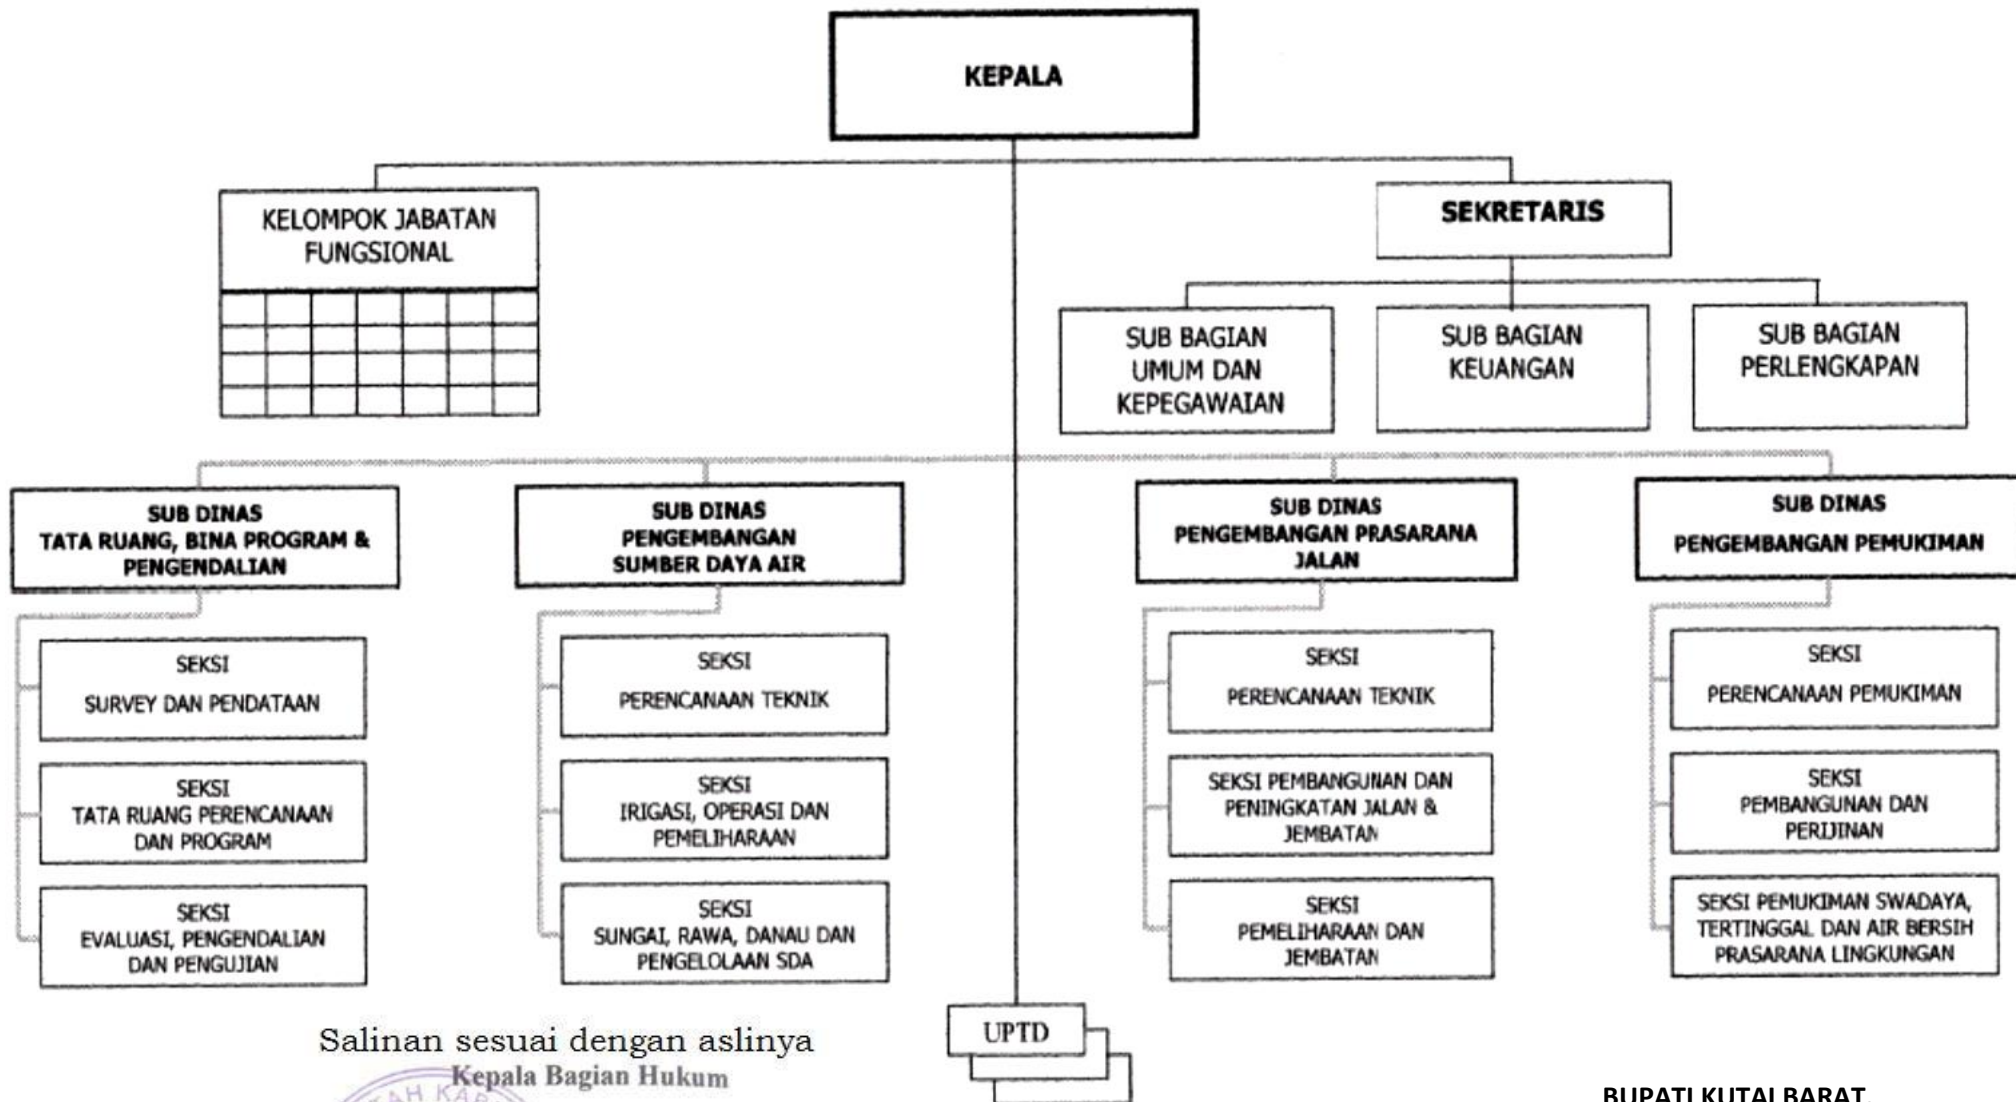 KEPALA
KELOMPOK JABATAN
FUNGSIONAL
SEKRETARIS
SUB BAGIAN
UMUM DAN
KEPEGAWAIAN
SUB BAGIAN
KEUANGAN
SUB BAGIAN
PERLENGKAPAN
SUB DINAS
TATA RUANG, BINA PROGRAM &
PENGENDALIAN
SUB DINAS
PENGEMBANGAN
SUMBER DAYA AIR
SUB DINAS
PENGEMBANGAN PRASARANA
JALAN
SUB DINAS
PENGEMBANGAN PEMUKIMAN
SEKSI
SURVEY DAN PENDATAAN
SEKSI
PERENCANAAN TEKNIK
SEKSI
PERENCANAAN TEKNIK
SEKSI
PERENCANAAN PEMUKIMAN
SEKSI
TATA RUANG PERENCANAAN
DAN PROGRAM
SEKSI
IRIGASI, OPERASI DAN
PEMELIHARAAN
SEKSI PEMBANGUNAN DAN
PENINGKATAN JALAN &
JEMBATAN
SEKSI
PEMBANGUNAN DAN
PERIJINAN
SEKSI
EVALUASI, PENGENDALIAN
DAN PENGUJIAN
SEKSI
SUNGAI, RAWA, DANAU DAN
PENGELOLAAN SDA
SEKSI
PEMELIHARAAN DAN
JEMBATAN
SEKSI PEMUKIMAN SWADAYA,
TERTINGGAL DAN AIR BERSIH
PRASARANA LINGKUNGAN
UPTD
Salinan sesuai dengan aslinya
Kepala Bagian Hukum
BUPATI KUTAI BARAT,